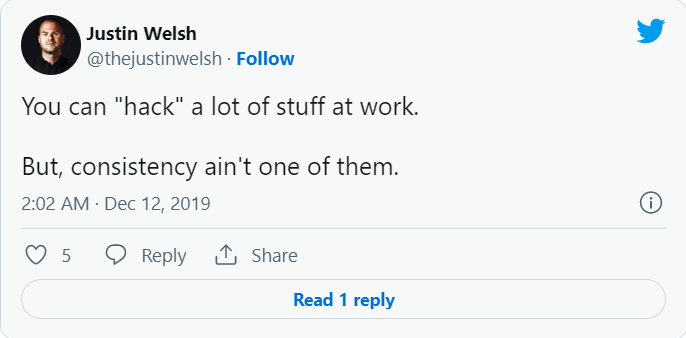 Justin Welsh
@thejustinwelsh · Follow
You can "hack" a lot of stuff at work.
But, consistency ain't one of them.
2:02 AM · Dec 12, 2019
5 Reply Share
Read 1 reply